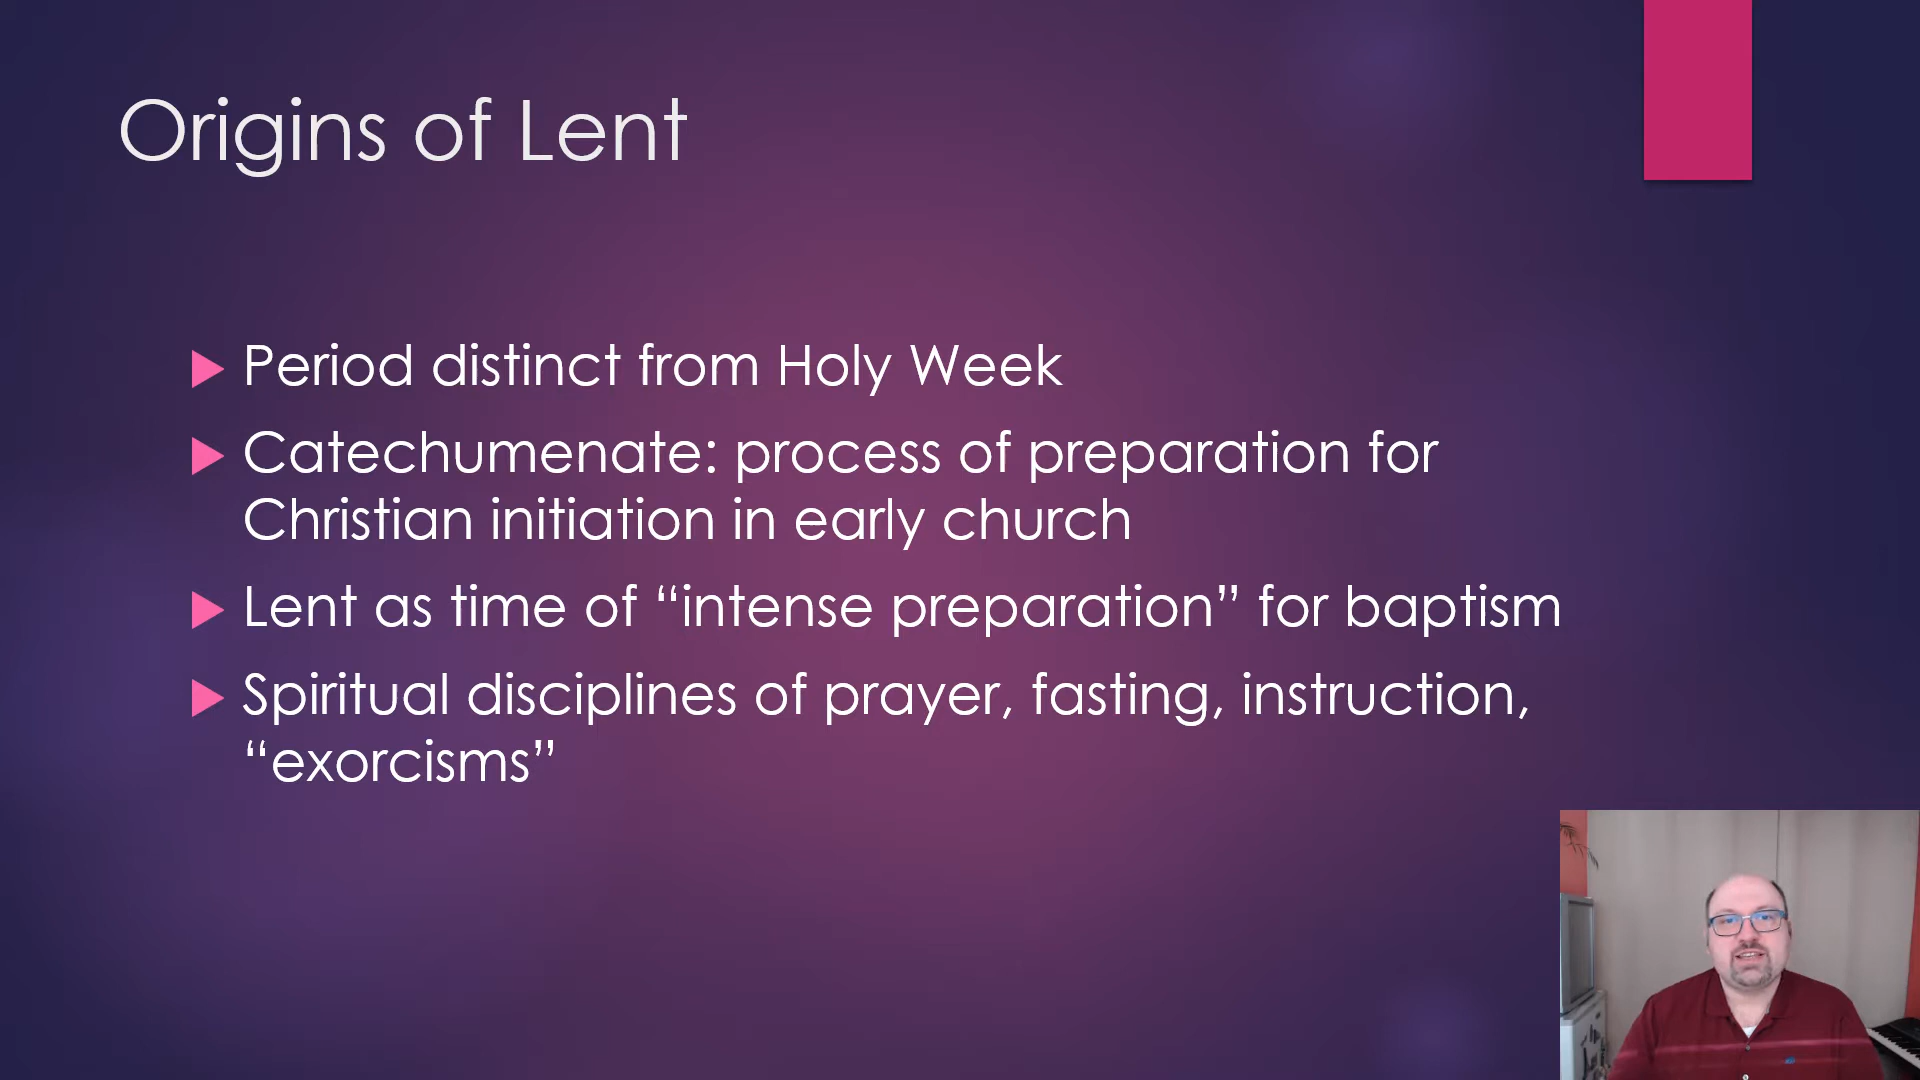 Origins of Lent
Period distinct from Holy Week
Catechumenate: process of preparation for
Christian initiation in early church
Lent as time of “intense preparation” for baptism
Spiritual disciplines of prayer, fasting, instruction,
“exorcisms”